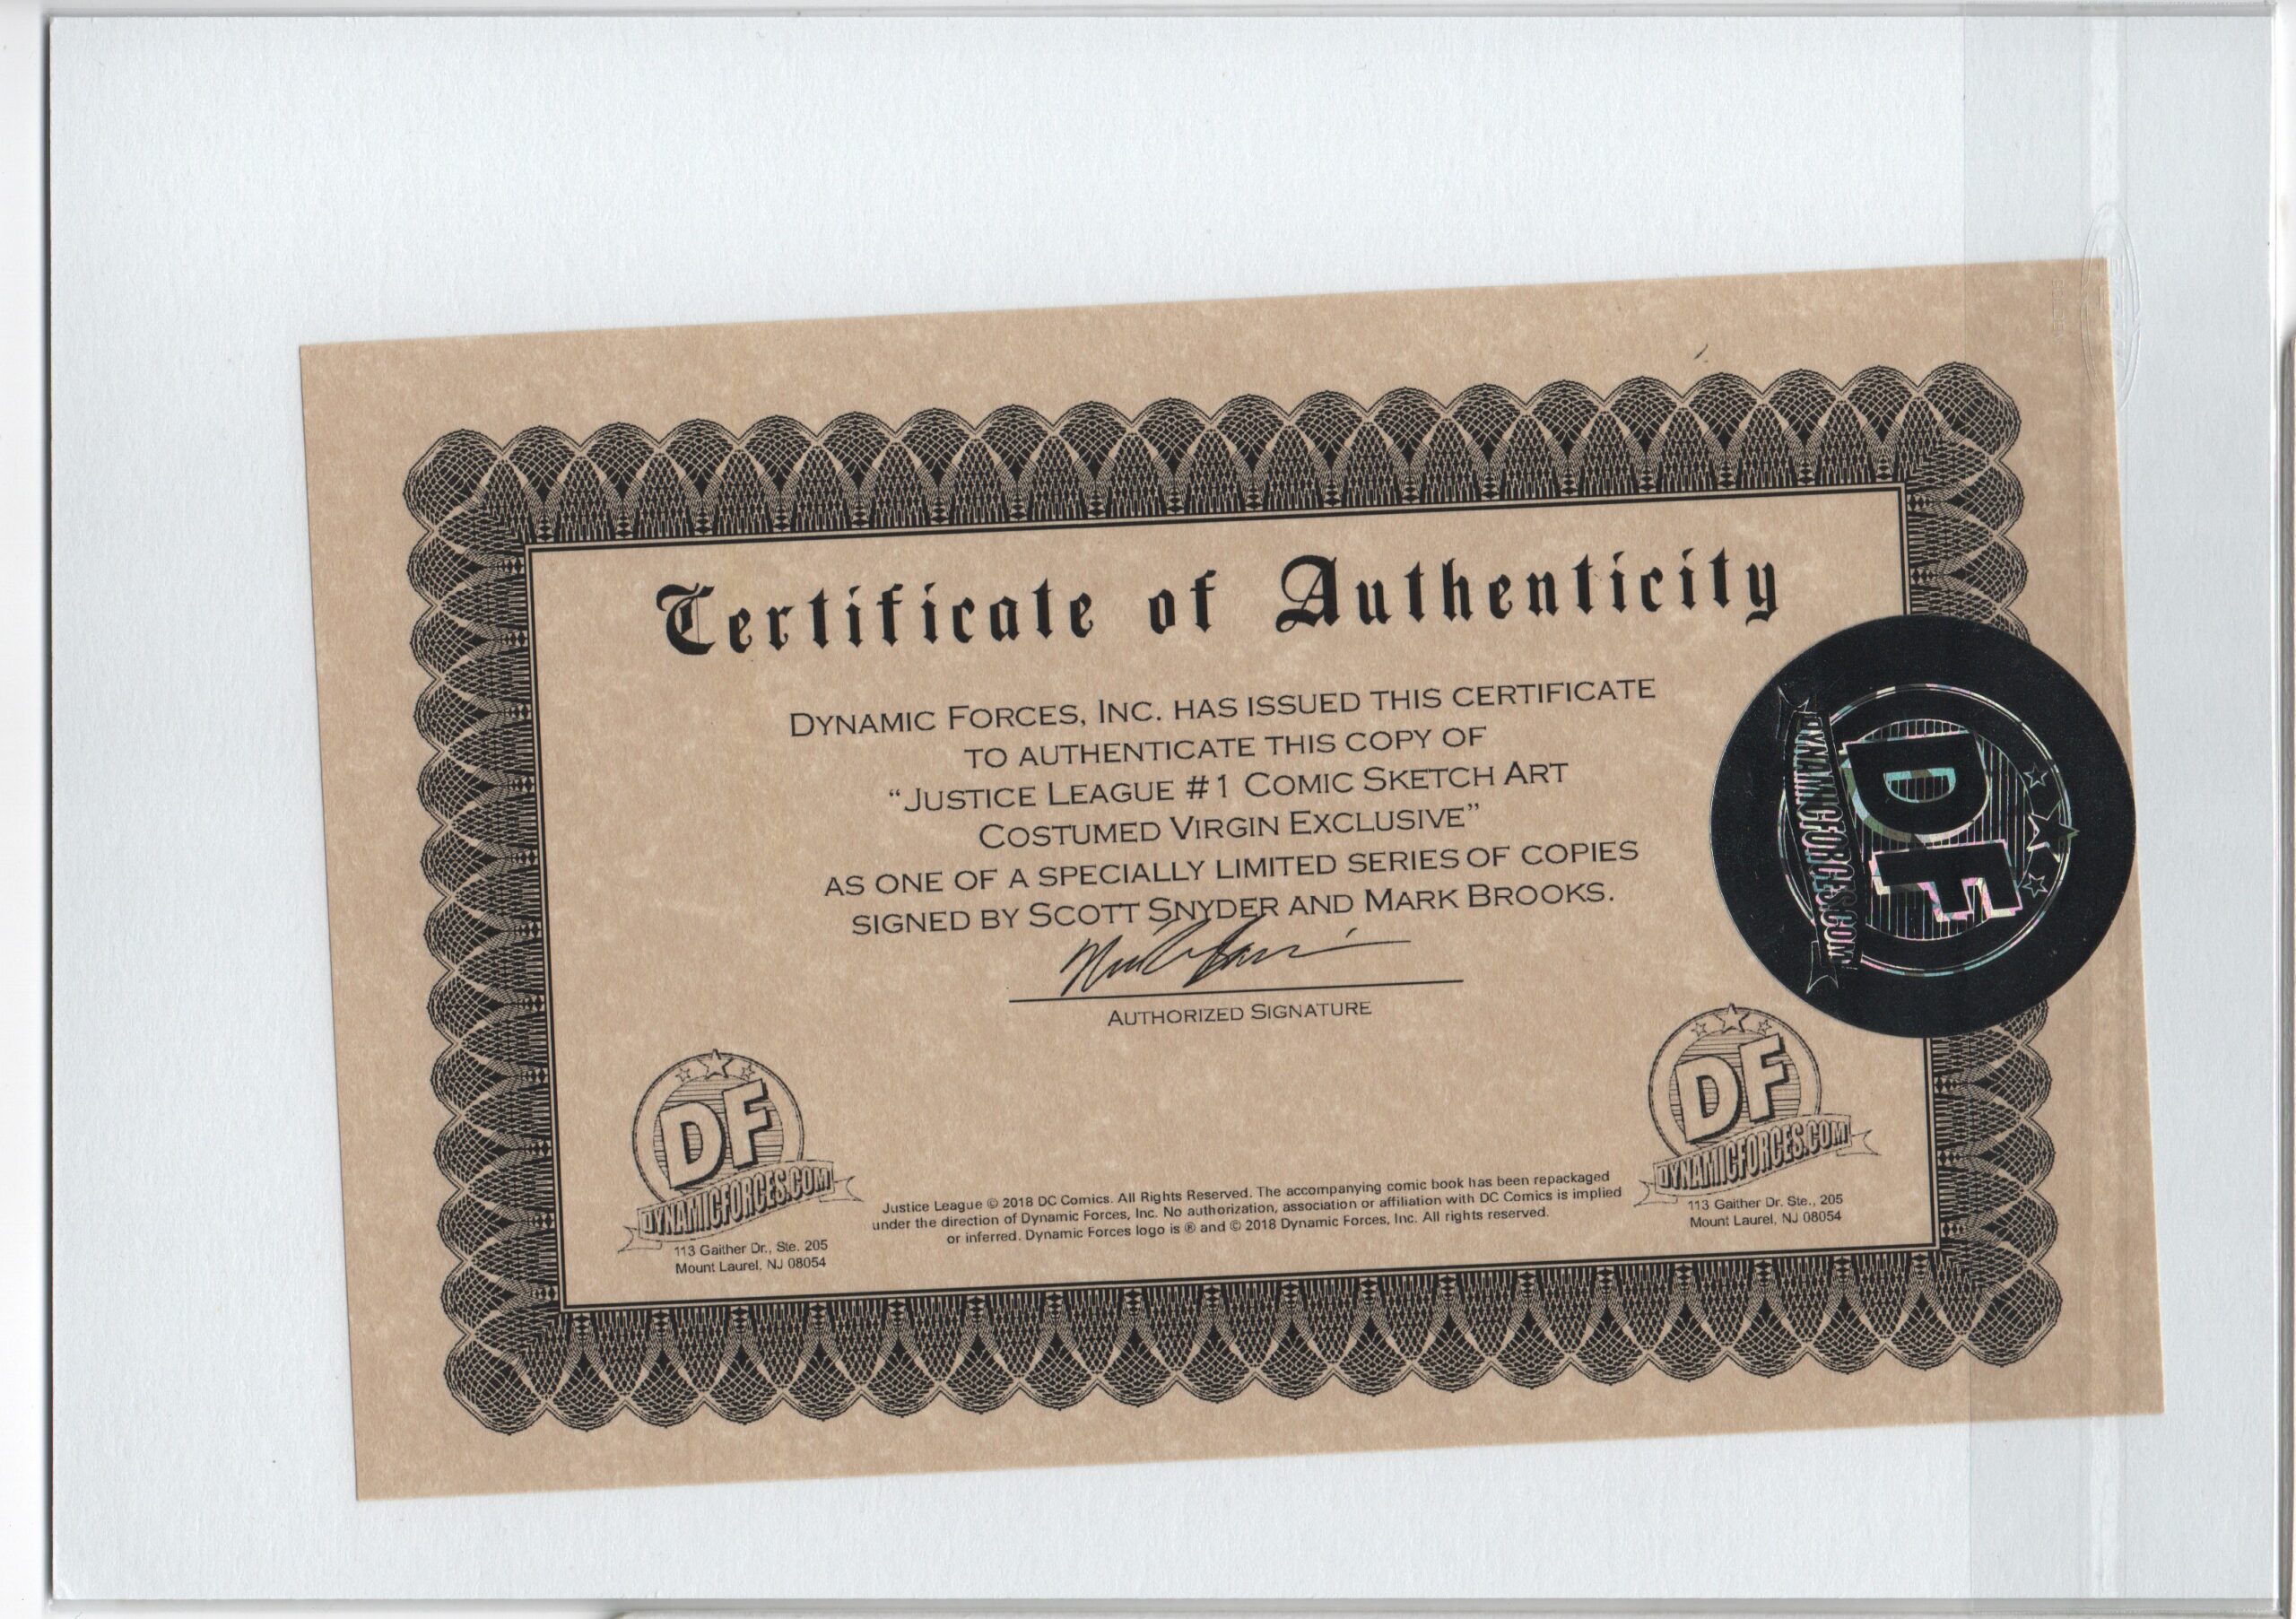 Certificate of Authenticity
DYNAMIC FORCES, INC. HAS ISSUED THIS CERTIFICATE
TO AUTHENTICATE THIS COPY OF
“JUSTICE LEAGUE #1 COMIC SKETCH ART
COSTUMED VIRGIN EXCLUSIVE”
AS ONE OF A SPECIALLY LIMITED SERIES OF COPIES
SIGNED BY SCOTT SNYDER AND MARK BROOKS.
AUTHORIZED SIGNATURE
DF
DYNAMICFORCES.COM
DF
DYNAMICFORCES.COM
113 Gaither Dr., Ste. 205
Mount Laurel, NJ 08054
Justice League © 2018 DC Comics. All Rights Reserved. The accompanying comic book has been repackaged
under the direction of Dynamic Forces, Inc. No authorization, association or affiliation with DC Comics is implied
or inferred. Dynamic Forces logo is ® and © 2018 Dynamic Forces, Inc. All rights reserved.
DF
DYNAMICFORCES.COM
113 Gaither Dr. Ste., 205
Mount Laurel, NJ 08054